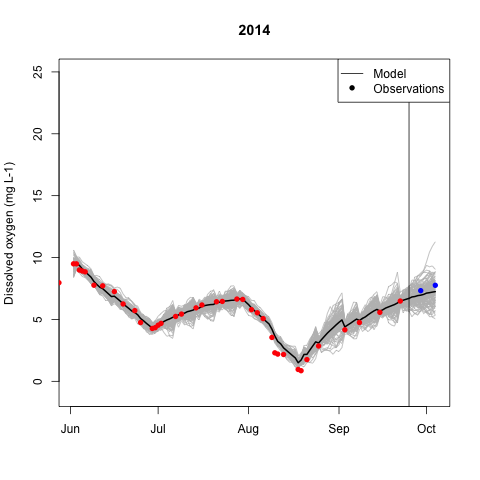 2014
Model
Observations
Dissolved oxygen (mg L-1)
25
20
15
10
5
0
Jun
Jul
Aug
Sep
Oct